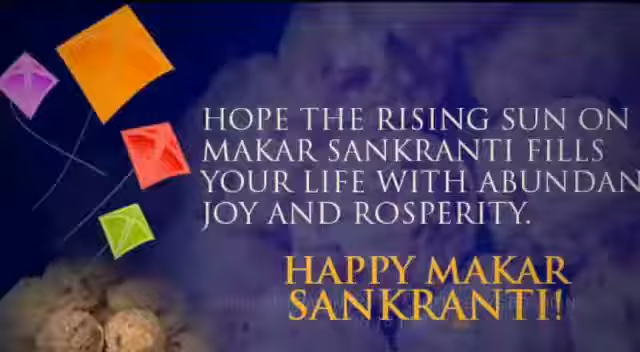 HOPE THE RISING SUN ON
MAKAR SANKRANTI FILLS
YOUR LIFE WITH ABUNDAN
JOY AND ROSPERITY.
HAPPY MAKAR
SANKRANTI!